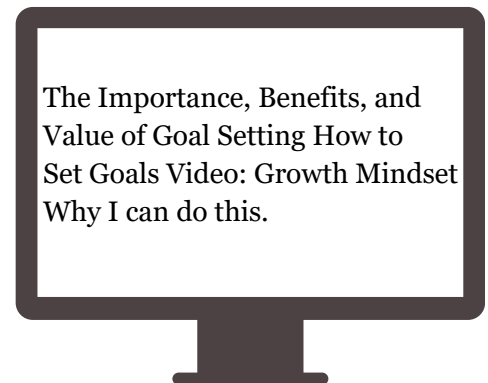 The Importance, Benefits, and
Value of Goal Setting How to
Set Goals Video: Growth Mindset
Why I can do this.